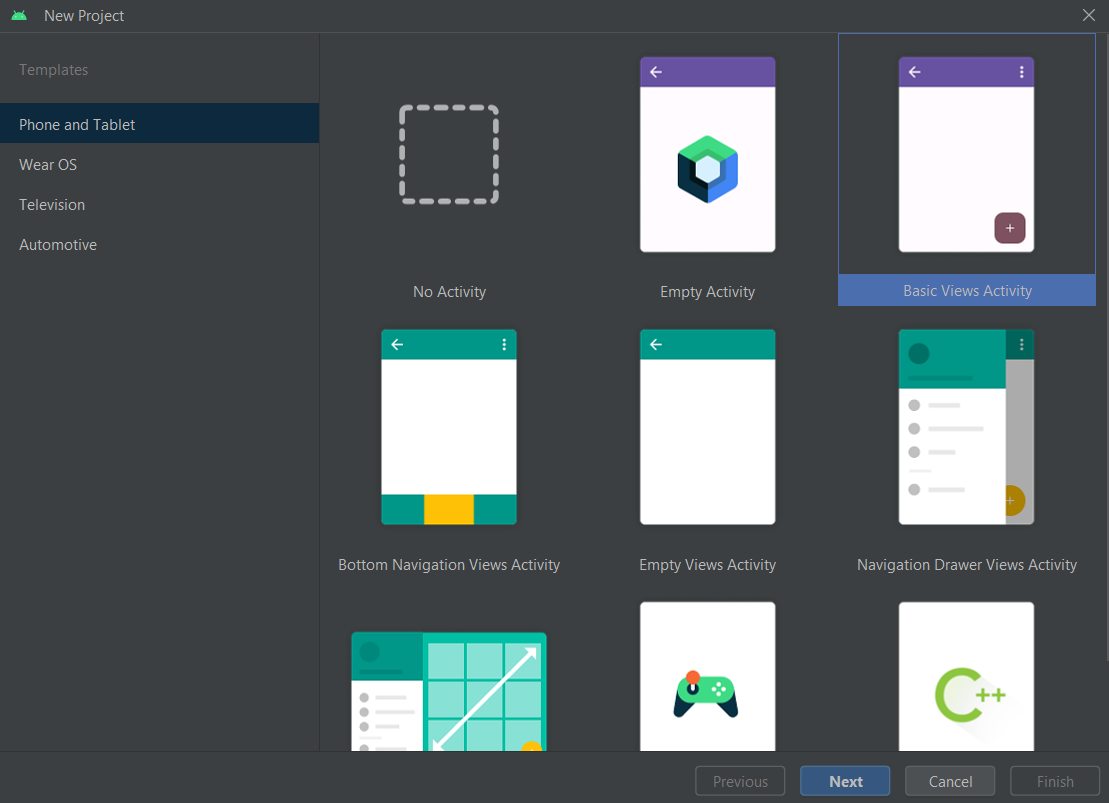 New Project
Templates
Phone and Tablet
Wear OS
Television
Automotive
No Activity
Empty Activity
Basic Views Activity
Bottom Navigation Views Activity
Empty Views Activity
Navigation Drawer Views Activity
C++
Previous
Next
Cancel
Finish